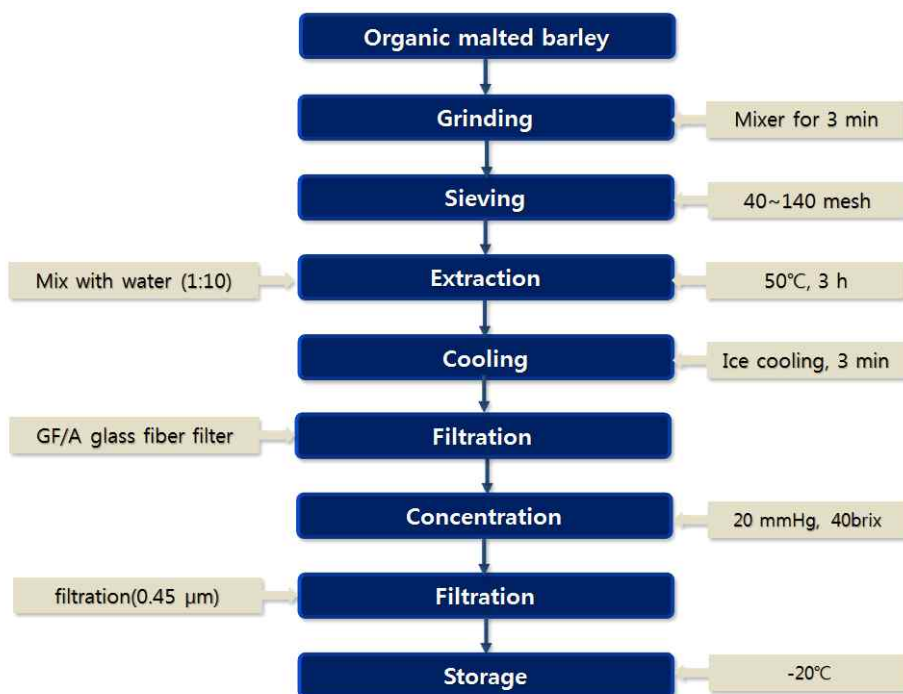 Organic malted barley
Grinding
Mixer for 3 min
Sieving
40~140 mesh
Mix with water (1:10)
Extraction
50℃, 3 h
Cooling
Ice cooling, 3 min
GF/A glass fiber filter
Filtration
Concentration
20 mmHg, 40brix
filtration(0.45 μm)
Filtration
Storage
-20℃